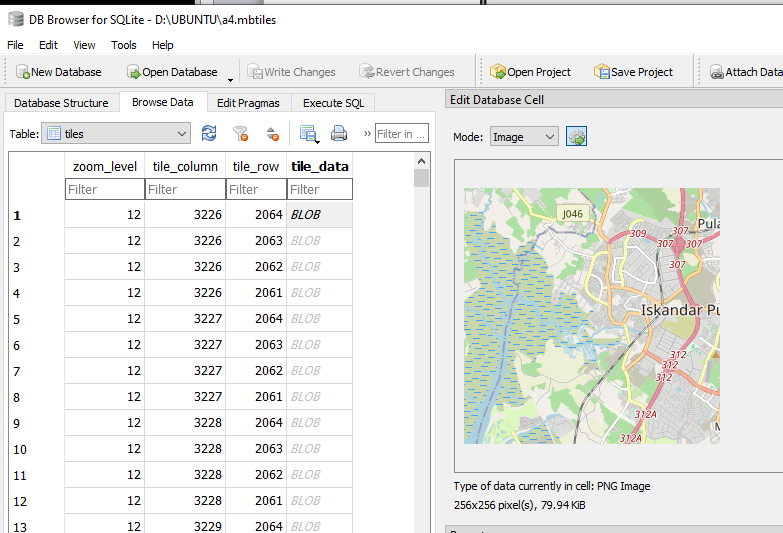 DB Browser for SQLite - D:\UBUNTU\a4.mbtiles
File Edit View Tools Help
New Database Open Database Write Changes Revert Changes Open Project Save Project Attach Data
Database Structure Browse Data Edit Pragmas Execute SQL
Edit Database Cell
Table: tiles » Filter in ...
Mode: Image
zoom_level tile_column tile_row tile_data
Filter Filter Filter Filter
1 12 3226 2064 BLOB
2 12 3226 2063 BLOB
3 12 3226 2062 BLOB
4 12 3226 2061 BLOB
5 12 3227 2064 BLOB
6 12 3227 2063 BLOB
7 12 3227 2062 BLOB
8 12 3227 2061 BLOB
9 12 3228 2064 BLOB
10 12 3228 2063 BLOB
11 12 3228 2062 BLOB
12 12 3228 2061 BLOB
13 12 3229 2064 BLOB
J046
Pula
309
307 307
307
Iskandar Pu
312
312
312
312A
M
312A
Type of data currently in cell: PNG Image
256x256 pixel(s), 79.94 KiB